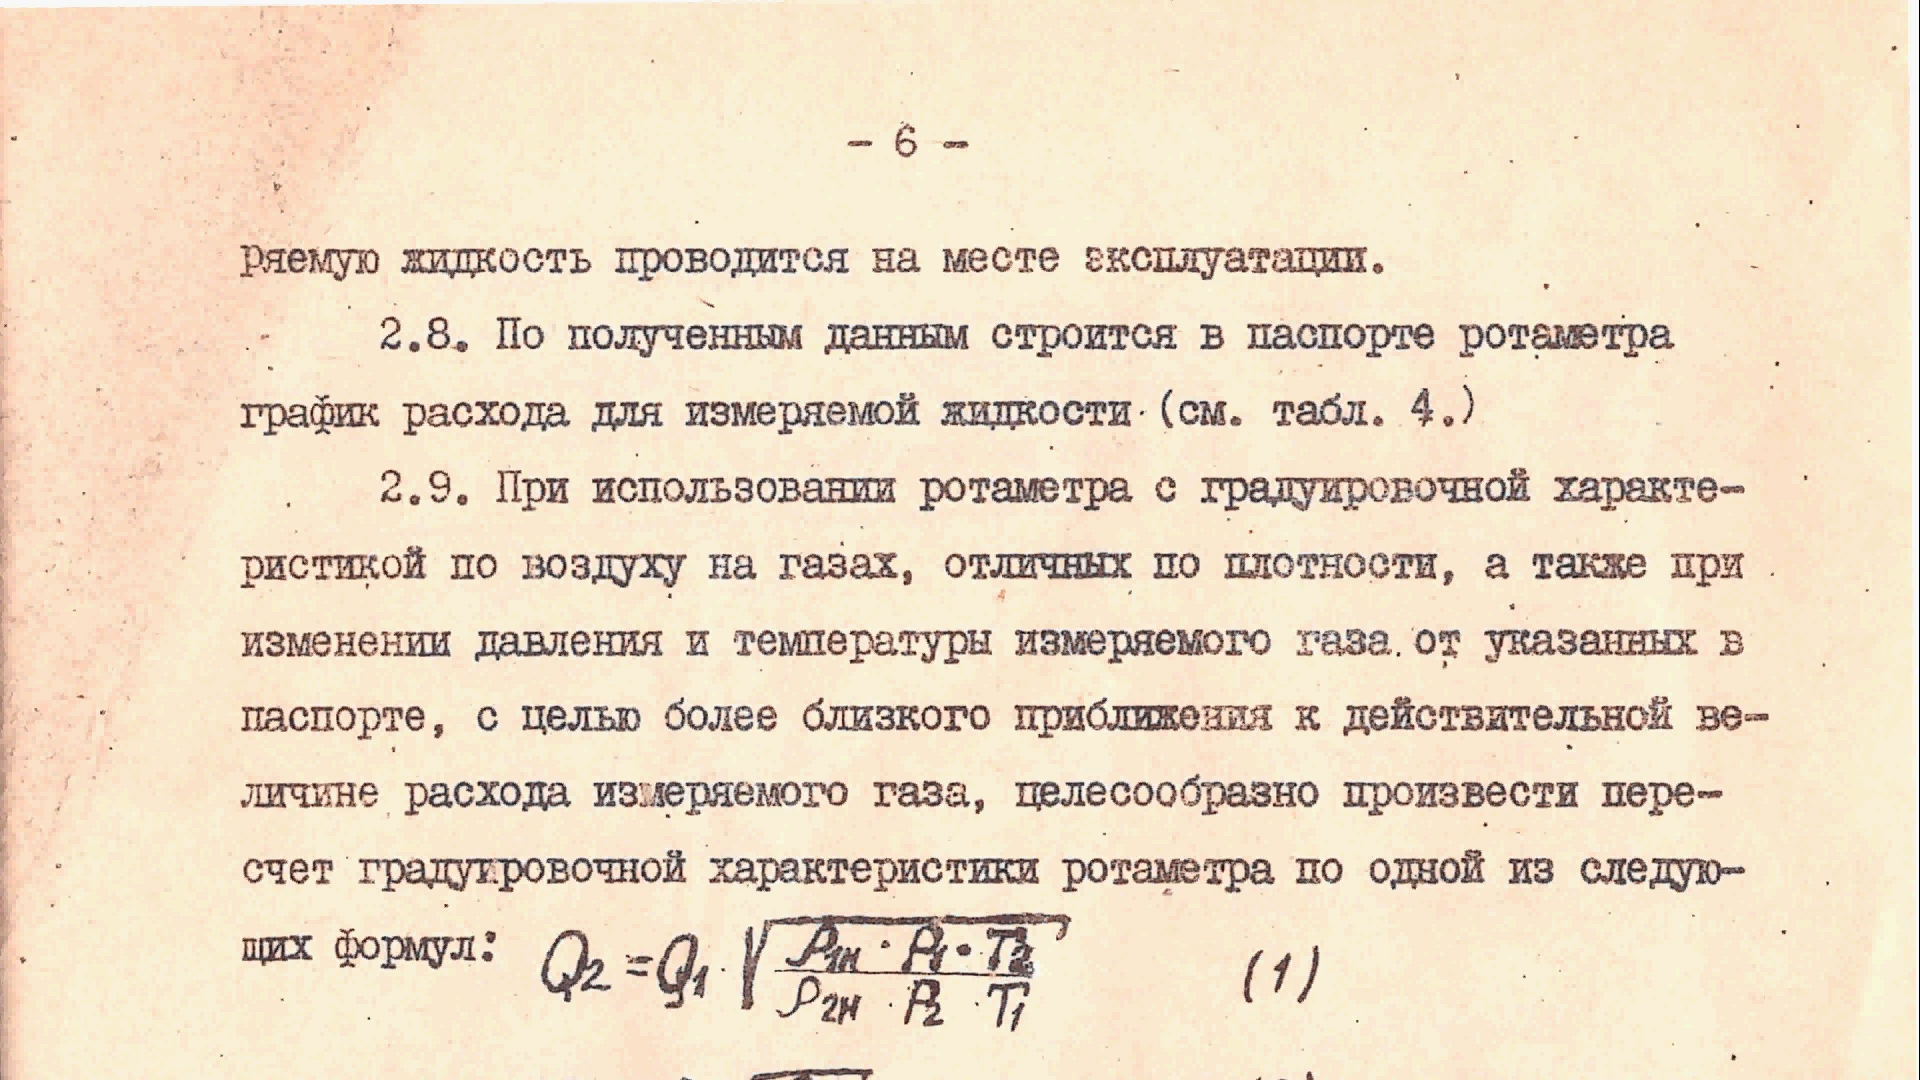 - 6 -
ряемую жидкость проводится на месте эксплуатации.
2.8. По полученным данным строится в паспорте ротаметра
график расхода для измеряемой жидкости (см. табл. 4.)
2.9. При использовании ротаметра с градуировочной характе-
ристикой по воздуху на газах, отличных по плотности, а также при
изменении давления и температуры измеряемого газа от указанных в
паспорте, с целью более близкого приближения к действительной ве-
личине расхода измеряемого газа, целесообразно произвести пере-
счет градуировочной характеристики ротаметра по одной из следую-
щих формул: Q₂ = Q₁ · √((ρ₁н · P₁ · T₂) / (ρ₂н · P₂ · T₁)) (1)